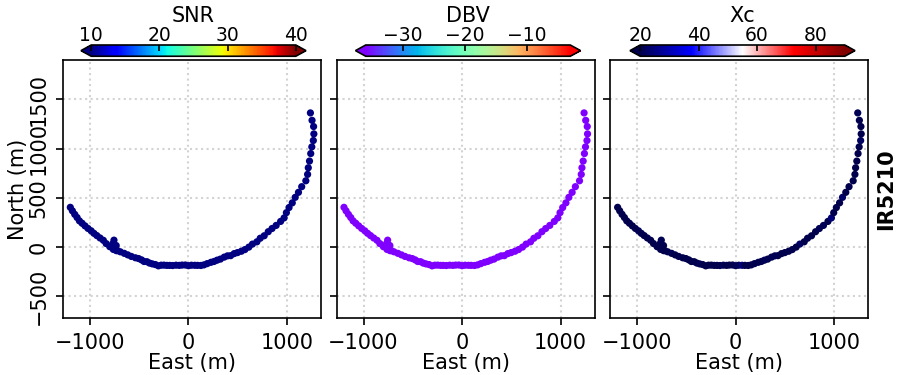 SNR DBV Xc
10 20 30 40 −30 −20 −10 20 40 60 80
1500
1000
500
0
−500
North (m)
IR5210
−1000 0 1000 −1000 0 1000 −1000 0 1000
East (m) East (m) East (m)